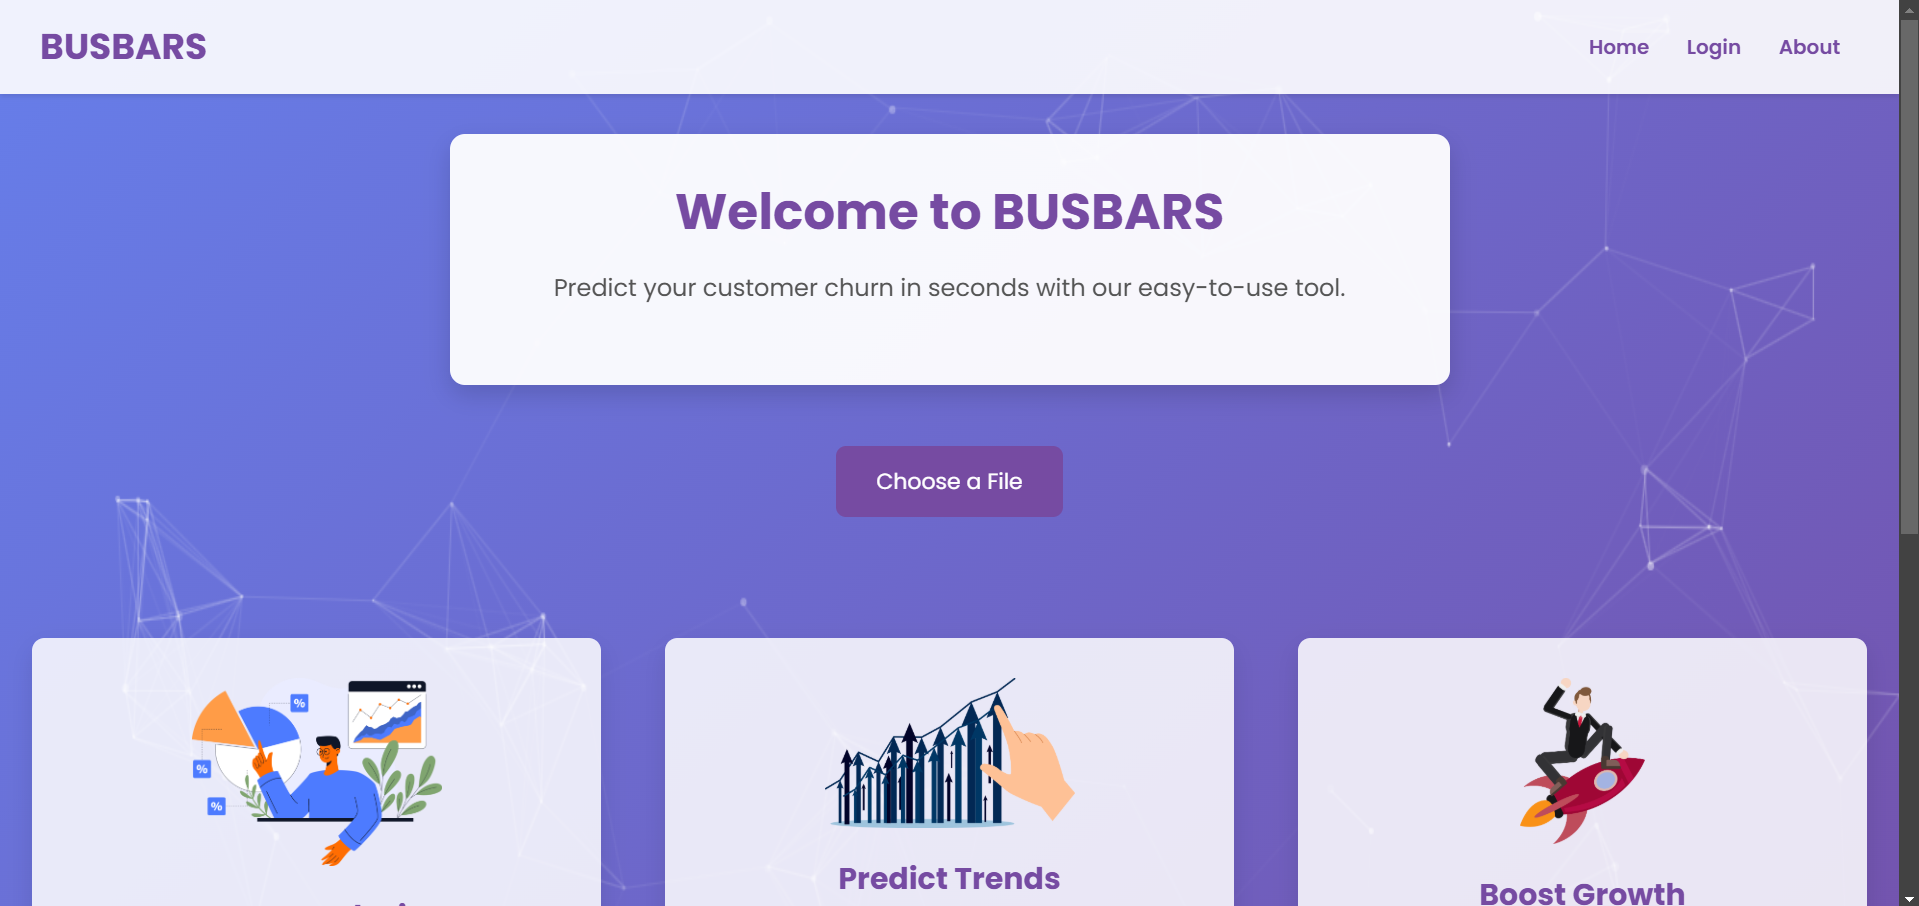 BUSBARS
Home Login About
Welcome to BUSBARS
Predict your customer churn in seconds with our easy-to-use tool.
Choose a File
%
%
%
Predict Trends
Boost Growth